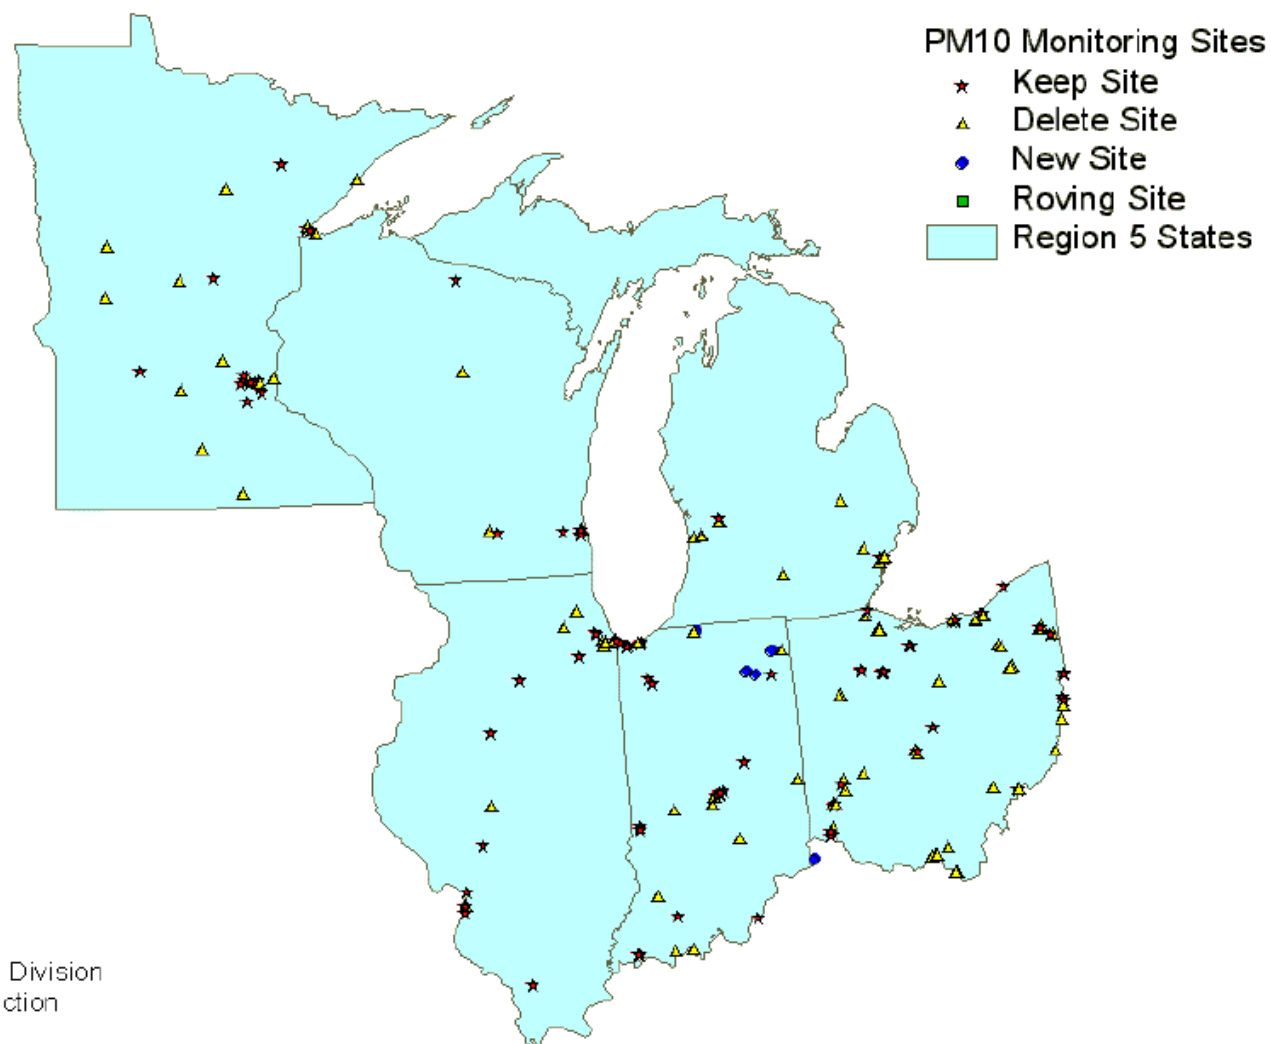 PM10 Monitoring Sites
Keep Site
Delete Site
New Site
Roving Site
Region 5 States
Division
ction